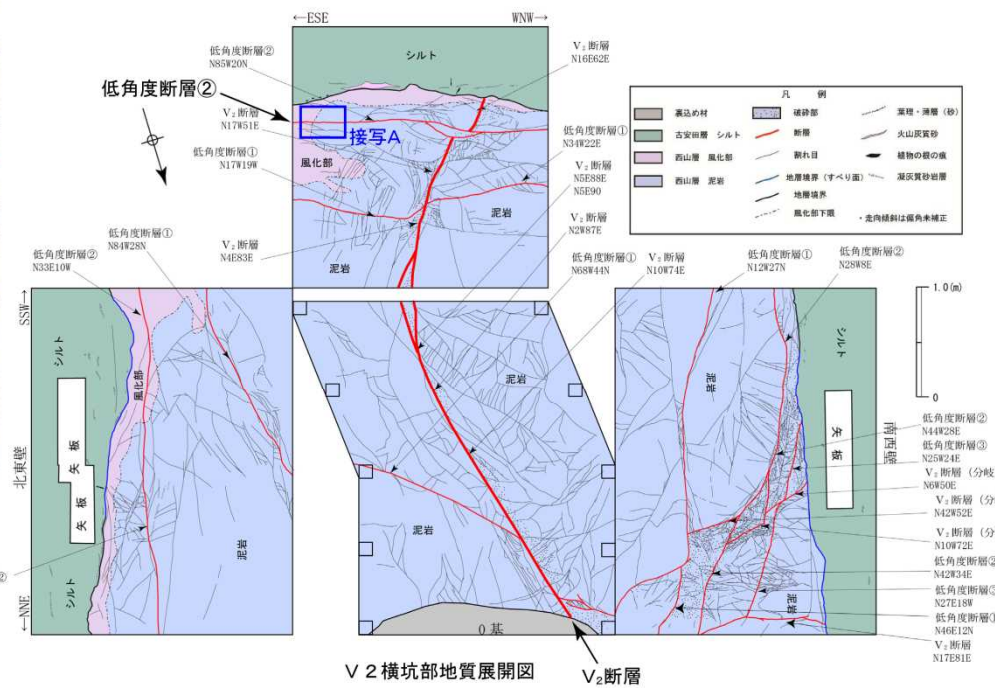 ←ESE
WNW→
シルト
低角度断層②
N85W20N
V₂断層
N16E62E
低角度断層②
V₂断層
N17W51E
接写A
低角度断層①
N17W19W
風化部
泥岩
低角度断層①
N34W22E
V₂断層
N5E88E
N5E90
V₂断層
N4E83E
泥岩
V₂断層
N2W87E
低角度断層①
N68W44N
V₂断層
N10W74E
凡 例
裏込め材
古安田層 シルト
西山層 風化部
西山層 泥岩
破砕部
断層
割れ目
地層境界(すべり面)
地層境界
風化部下限
葉理・薄層(砂)
火山灰質砂
植物の根の痕
凝灰質砂岩層
・走向傾斜は偏角未補正
低角度断層①
N84W28N
低角度断層②
N33E10W
低角度断層①
N12W27N
低角度断層②
N28W8E
SSW→
←NNE
北東壁
シルト
矢板
矢板
シルト
風化部
泥岩
②
泥岩
泥岩
O基
泥岩
泥岩
シルト
矢板
南西壁
1.0(m)
0
低角度断層②
N44W28E
低角度断層③
N25W24E
V₂断層(分岐
N6W50E
V₂断層(分
N42W52E
V₂断層(分
N10W72E
低角度断層②
N42W34E
低角度断層③
N27E18W
低角度断層①
N46E12N
V₂断層
N17E81E
V2横坑部地質展開図
V₂断層